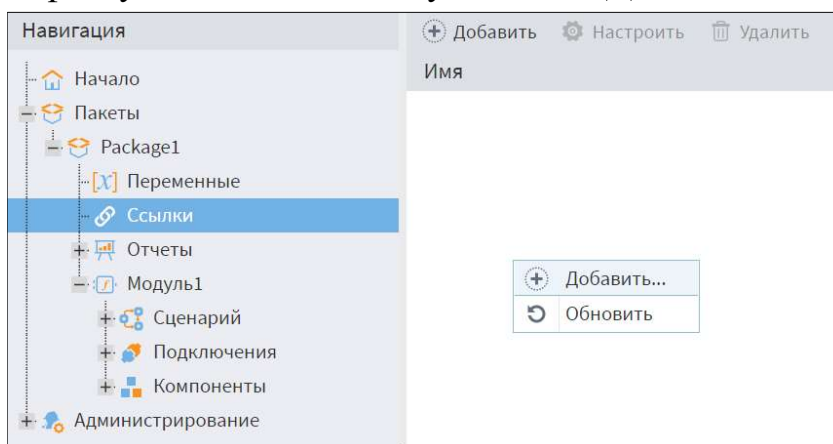 Навигация
Начало
Пакеты
Package1
[x] Переменные
Ссылки
Отчеты
Модуль1
Сценарий
Подключения
Компоненты
Администрирование
Добавить Настроить Удалить
Имя
Добавить...
Обновить